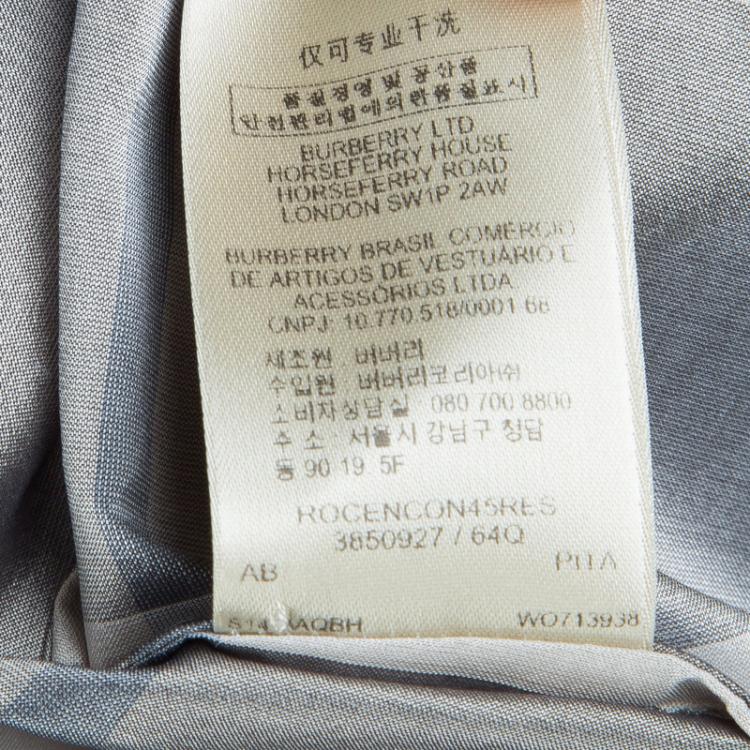 仅可专业干洗
품질경영 및 공산품
안전관리법에의한품질표시
BURBERRY LTD
HORSEFERRY HOUSE
HORSEFERRY ROAD
LONDON SW1P 2AW
BURBERRY BRASIL COMÉRCIO
DE ARTIGOS DE VESTUÁRIO E
ACESSÓRIOS LTDA
CNPJ: 10.770.518/0001 68
제조원 : 버버리
수입원 버버리코리아㈜
소비자상담실 080 700 8800
주 소 : 서울시 강남구 청담
동 90 19 5F
ROCENCON45RES
3850927 / 64Q
AB
WO713938